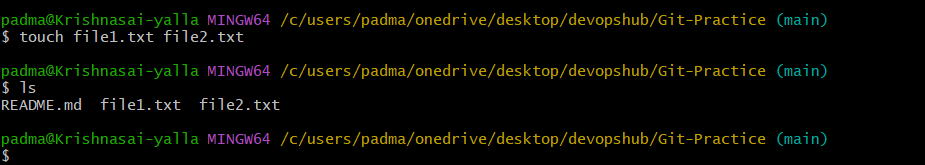 padma@Krishnasai-yalla MINGW64 /c/users/padma/onedrive/desktop/devopshub/Git-Practice (main)
$ touch file1.txt file2.txt
padma@Krishnasai-yalla MINGW64 /c/users/padma/onedrive/desktop/devopshub/Git-Practice (main)
$ ls
README.md  file1.txt  file2.txt
padma@Krishnasai-yalla MINGW64 /c/users/padma/onedrive/desktop/devopshub/Git-Practice (main)
$